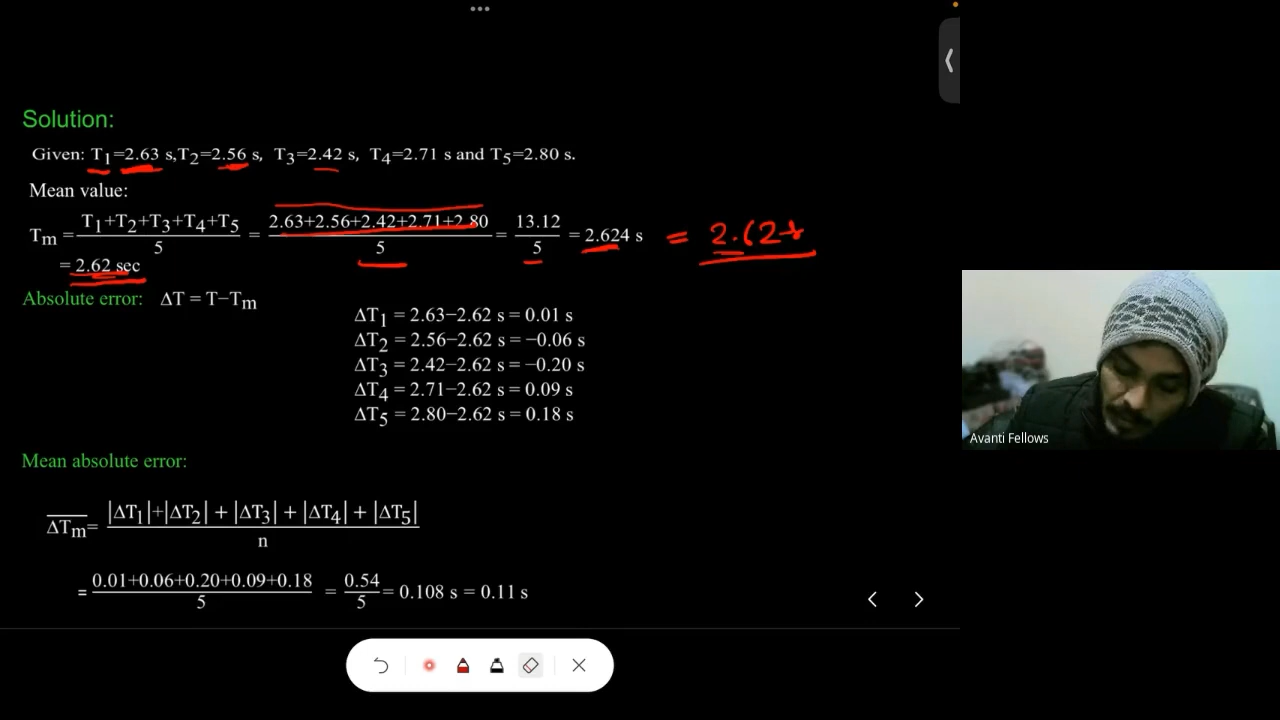 Solution:
Given: T1=2.63 s,T2=2.56 s, T3=2.42 s, T4=2.71 s and T5=2.80 s.
Mean value:
Tm = T1+T2+T3+T4+T5 / 5 = 2.63+2.56+2.42+2.71+2.80 / 5 = 13.12 / 5 = 2.624 s = 2.62
= 2.62 sec
Absolute error: ΔT = T−Tm
ΔT1 = 2.63−2.62 s = 0.01 s
ΔT2 = 2.56−2.62 s = −0.06 s
ΔT3 = 2.42−2.62 s = −0.20 s
ΔT4 = 2.71−2.62 s = 0.09 s
ΔT5 = 2.80−2.62 s = 0.18 s
Mean absolute error:
ΔTm= |ΔT1|+|ΔT2| + |ΔT3| + |ΔT4| + |ΔT5| / n
= 0.01+0.06+0.20+0.09+0.18 / 5 = 0.54 / 5 = 0.108 s = 0.11 s
Avanti Fellows